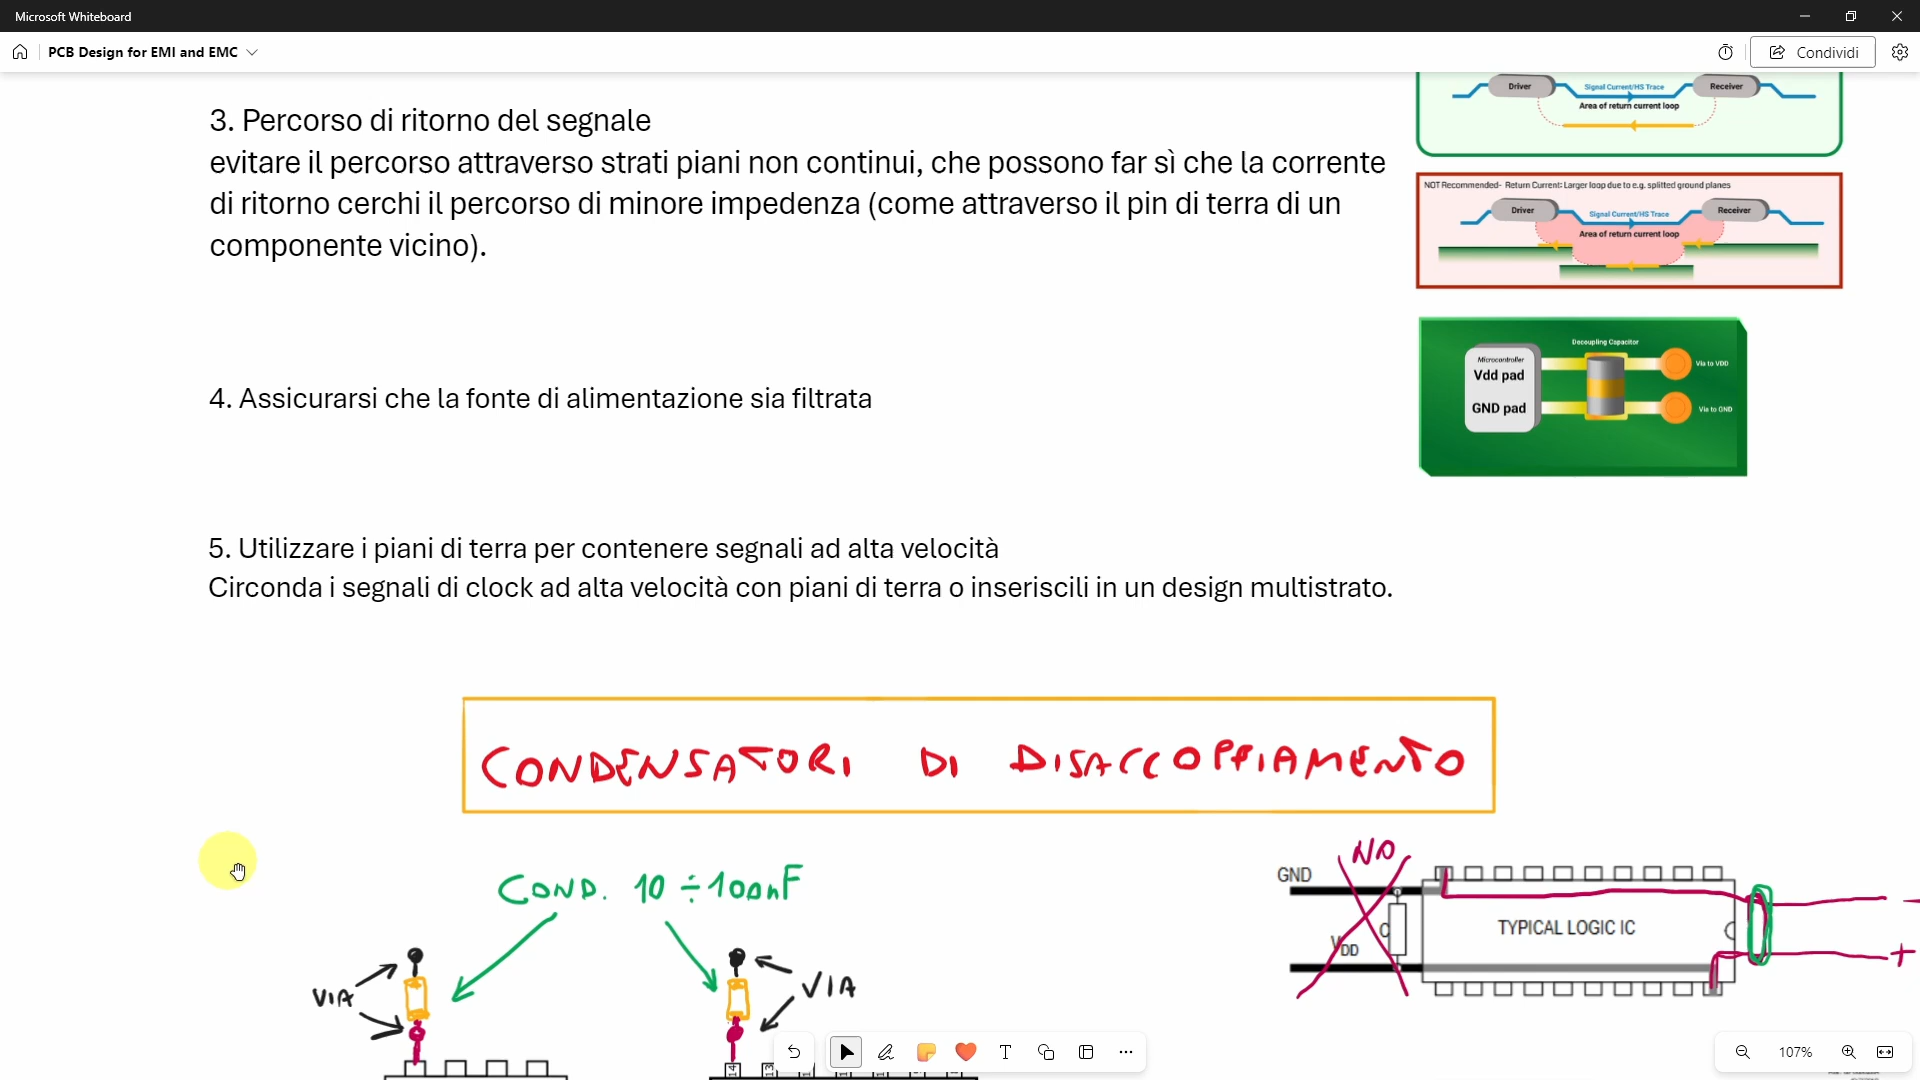 Microsoft Whiteboard
PCB Design for EMI and EMC
Condividi
3. Percorso di ritorno del segnale
evitare il percorso attraverso strati piani non continui, che possono far sì che la corrente
di ritorno cerchi il percorso di minore impedenza (come attraverso il pin di terra di un
componente vicino).
Driver
Signal Current/HS Trace
Receiver
Area of return current loop
NOT Recommended- Return Current: Larger loop due to e.g. splitted ground planes
Driver
Signal Current/HS Trace
Receiver
Area of return current loop
Decoupling Capacitor
Microcontroller
Vdd pad
GND pad
Via to VDD
Via to GND
4. Assicurarsi che la fonte di alimentazione sia filtrata
5. Utilizzare i piani di terra per contenere segnali ad alta velocità
Circonda i segnali di clock ad alta velocità con piani di terra o inseriscili in un design multistrato.
CONDENSATORI DI DISACCOPPIAMENTO
COND. 10 ÷ 100nF
VIA
VIA
14
13
NO
GND
C
VDD
TYPICAL LOGIC IC
-
+
107%